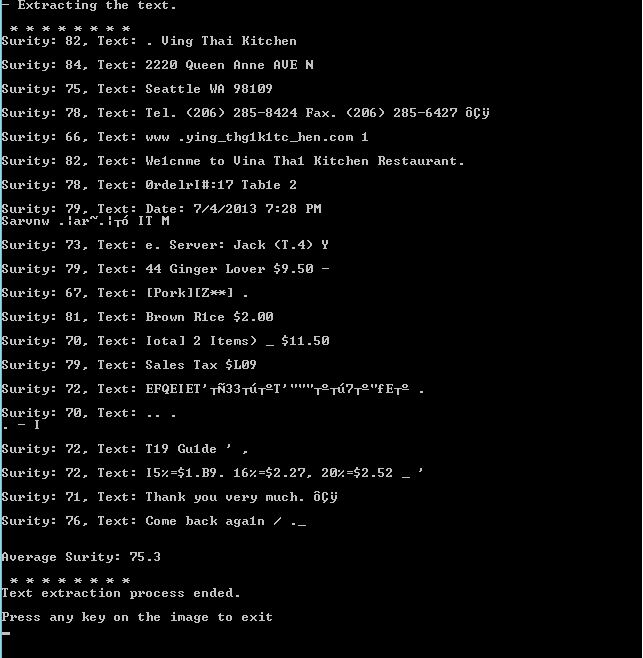 - Extracting the text.
* * * * * * * *
Surity: 82, Text: . Ving Thai Kitchen
Surity: 84, Text: 2220 Queen Anne AVE N
Surity: 75, Text: Seattle WA 98109
Surity: 78, Text: Tel. (206) 285-8424 Fax. (206) 285-6427 ôÇÿ
Surity: 66, Text: www .ying_thg1k1tc_hen.com 1
Surity: 82, Text: We1cnme to Vina Tha1 Kitchen Restaurant.
Surity: 78, Text: 0rdelrI#:17 Tab1e 2
Surity: 79, Text: Date: 7/4/2013 7:28 PM
Sarvnw .¦ar~.¦┬ó IT M
Surity: 73, Text: e. Server: Jack (T.4) Y
Surity: 79, Text: 44 Ginger Lover $9.50 -
Surity: 67, Text: [Pork][Z**] .
Surity: 81, Text: Brown R1ce $2.00
Surity: 70, Text: Iota] 2 Items) _ $11.50
Surity: 79, Text: Sales Tax $L09
Surity: 72, Text: EFQEIET'┬Ñ33┬ú┬ºT'"""┬º┬ú7┬º"fE┬º .
Surity: 70, Text: .. .
. - I
Surity: 72, Text: T19 Gu1de ' ,
Surity: 72, Text: I5%=$1.B9. 16%=$2.27, 20%=$2.52 _ '
Surity: 71, Text: Thank you very much. ôÇÿ
Surity: 76, Text: Come back aga1n / ._
Average Surity: 75.3
* * * * * * * *
Text extraction process ended.
Press any key on the image to exit